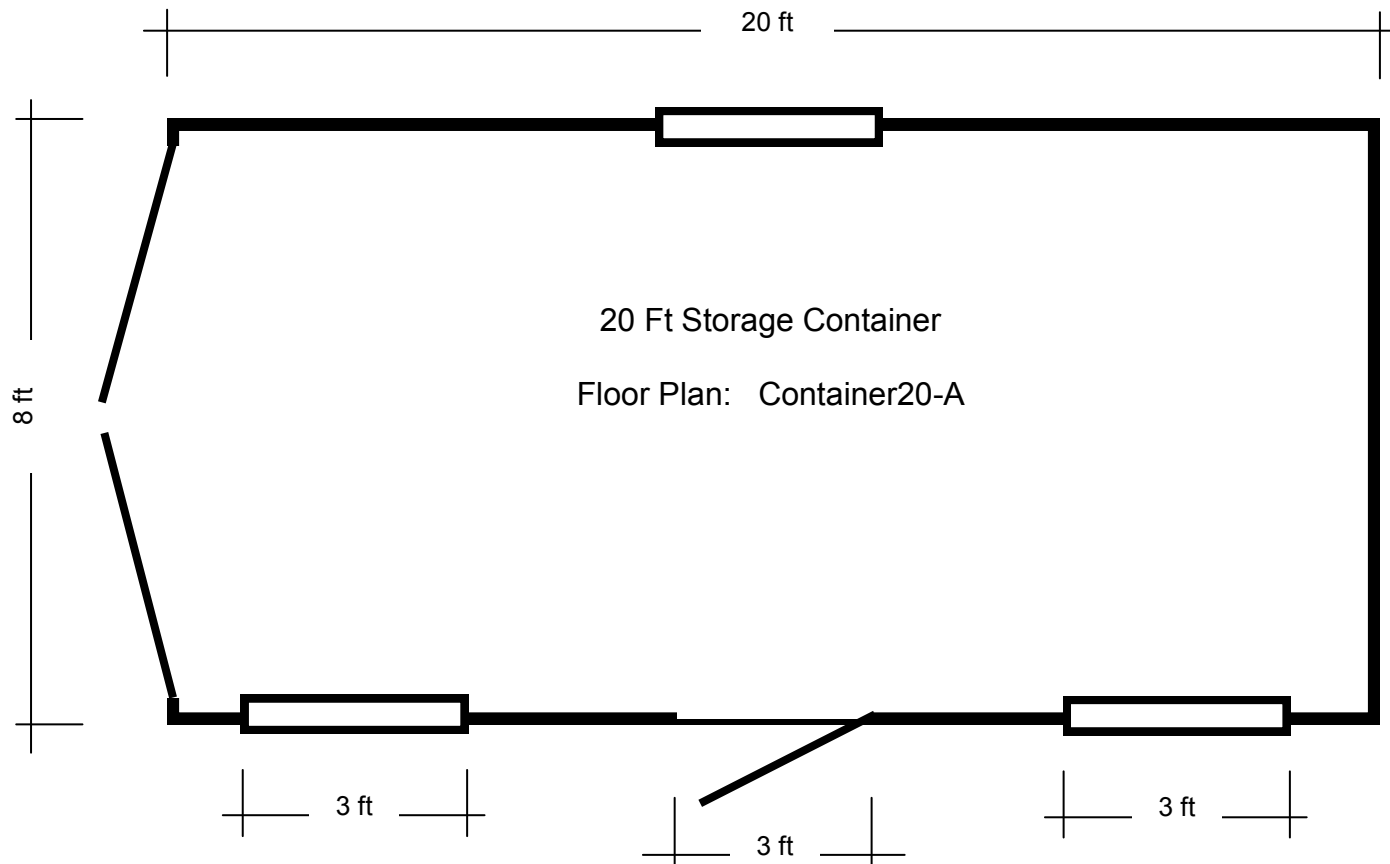 20 ft
8 ft
20 Ft Storage Container
Floor Plan: Container20-A
3 ft
3 ft
3 ft